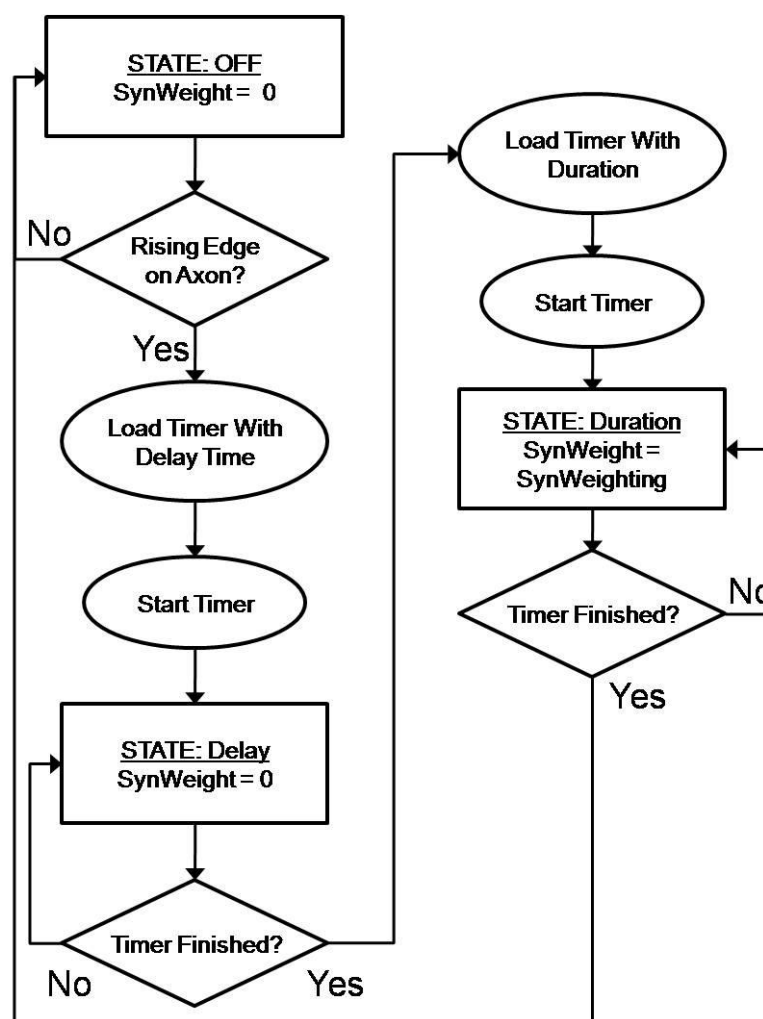 STATE: OFF
SynWeight = 0
No
Rising Edge
on Axon?
Yes
Load Timer With
Delay Time
Start Timer
STATE: Delay
SynWeight = 0
Timer Finished?
No
Yes
Load Timer With
Duration
Start Timer
STATE: Duration
SynWeight =
SynWeighting
Timer Finished?
No
Yes